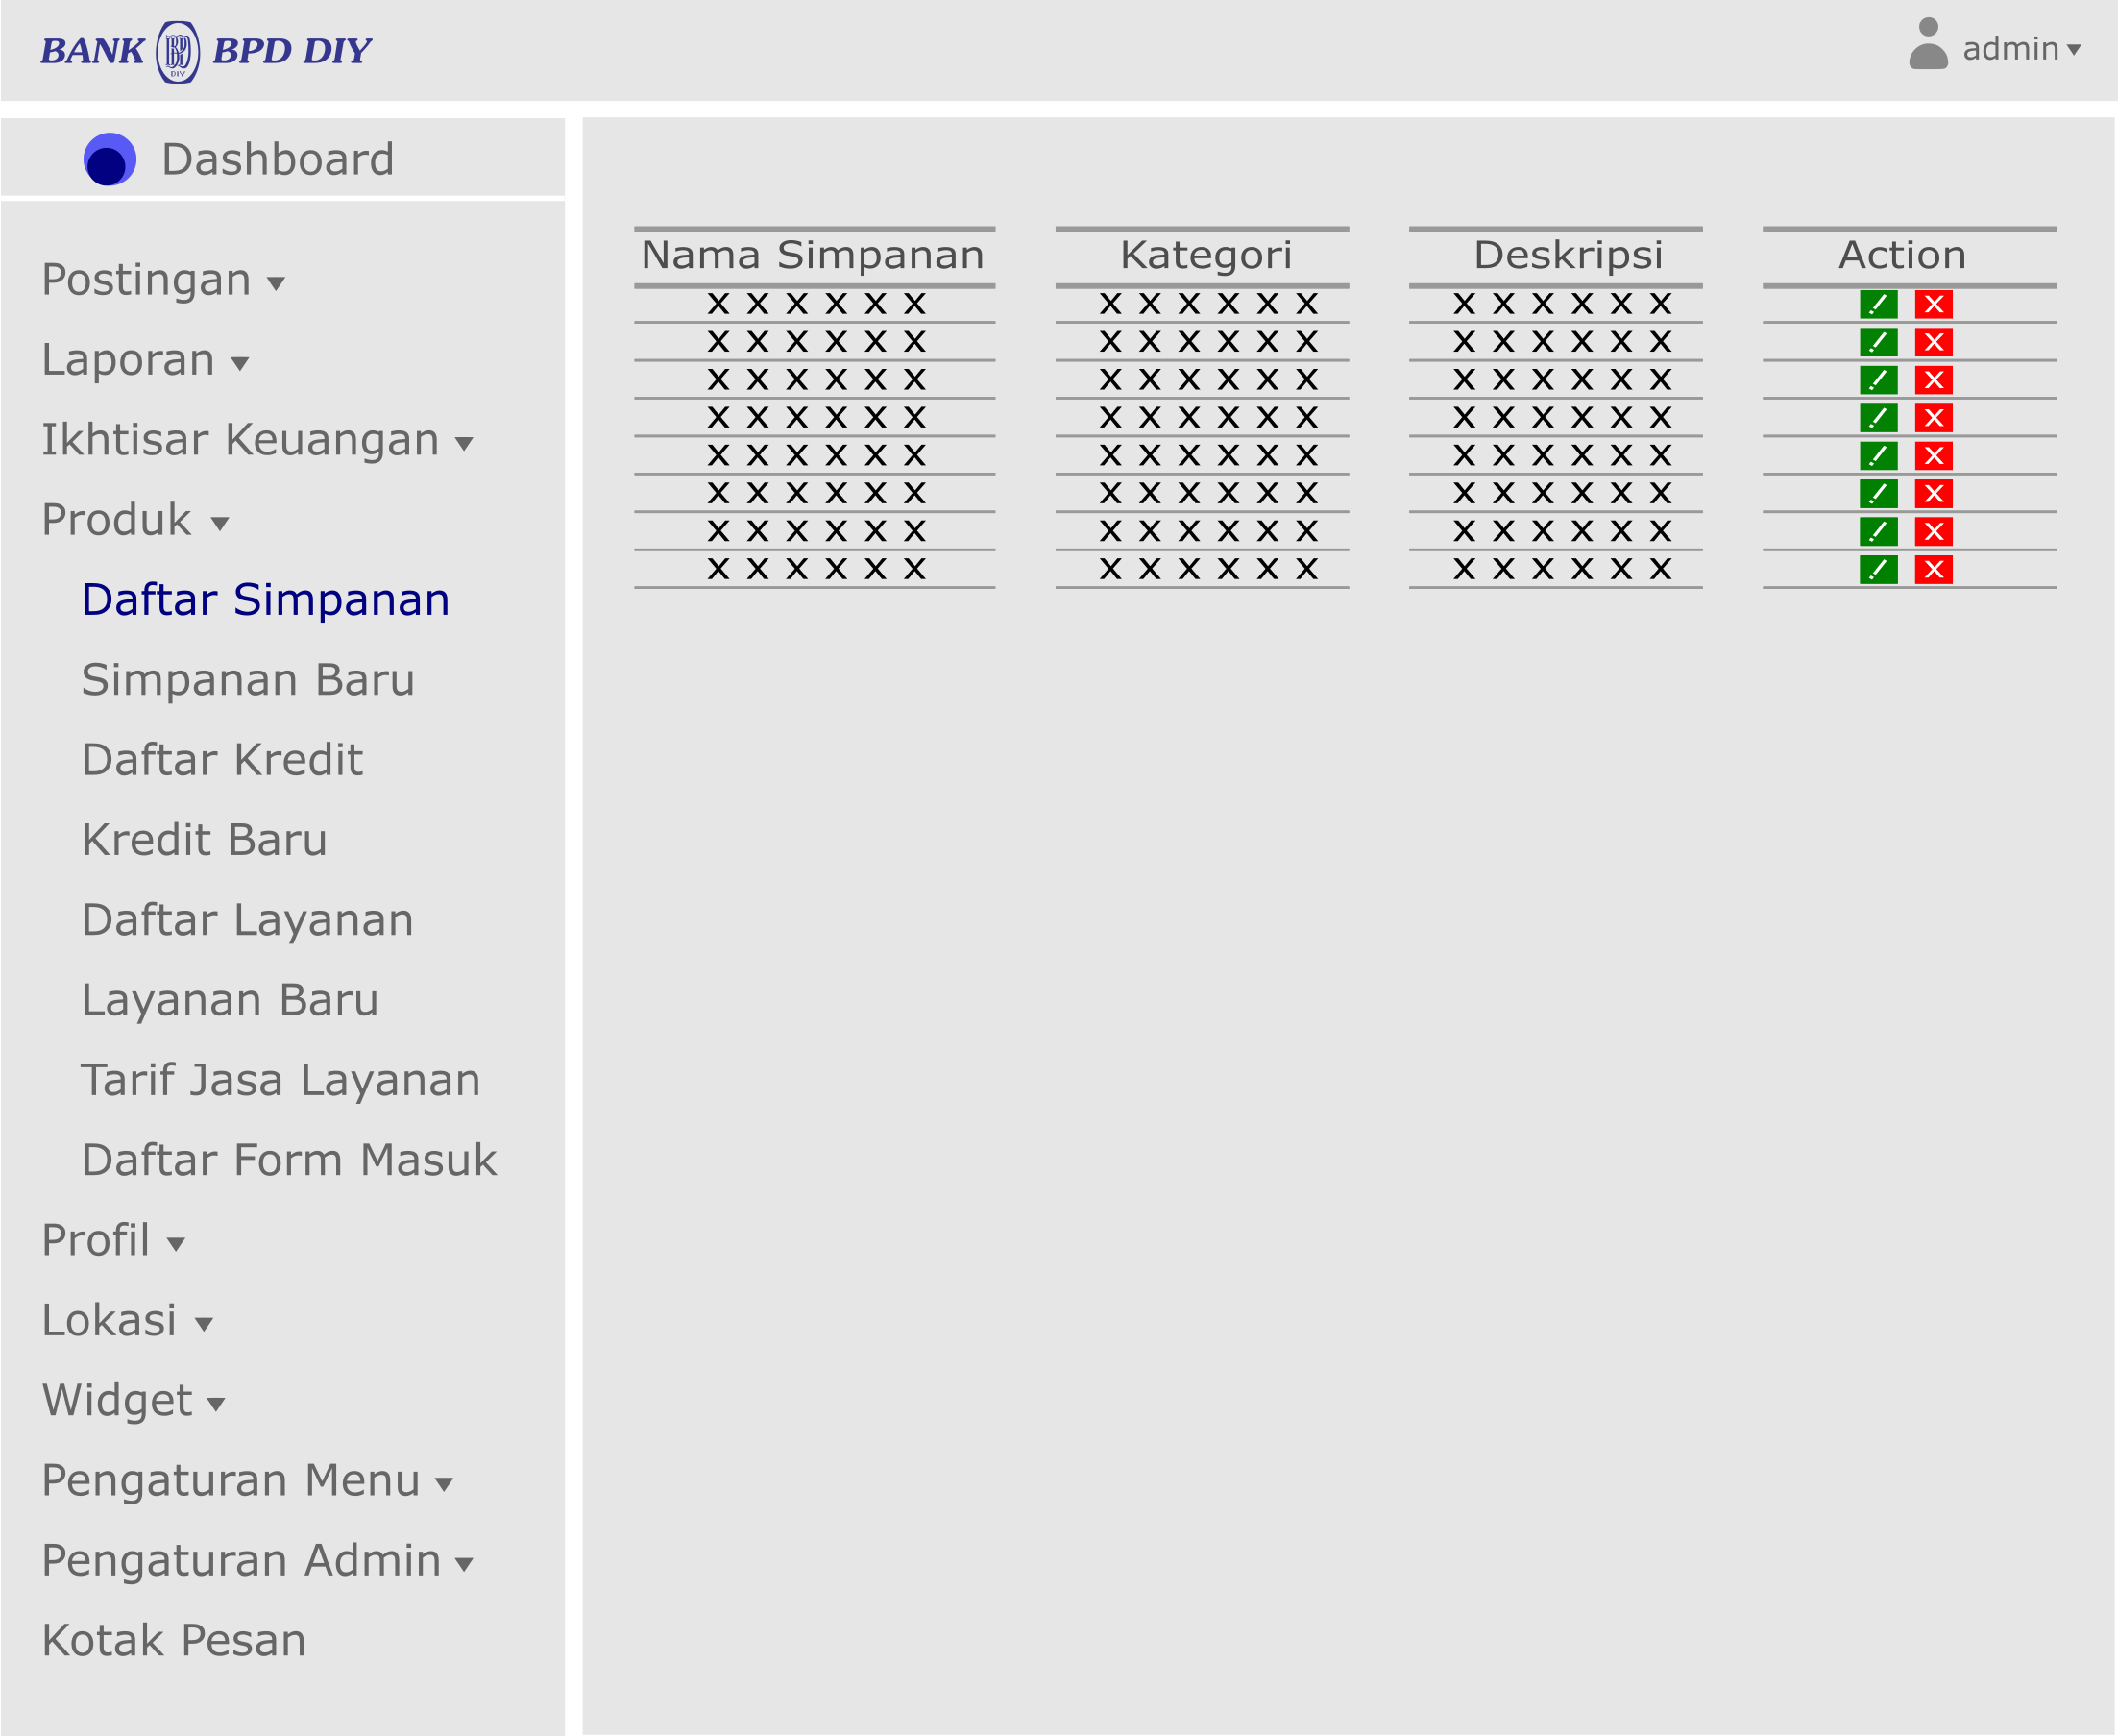 BANK BPD DIY
admin
Dashboard
Postingan
Laporan
Ikhtisar Keuangan
Produk
Daftar Simpanan
Simpanan Baru
Daftar Kredit
Kredit Baru
Daftar Layanan
Layanan Baru
Tarif Jasa Layanan
Daftar Form Masuk
Profil
Lokasi
Widget
Pengaturan Menu
Pengaturan Admin
Kotak Pesan
Nama Simpanan Kategori Deskripsi Action
X X X X X X X X X X X X X X X X X X X
X X X X X X X X X X X X X X X X X X X
X X X X X X X X X X X X X X X X X X X
X X X X X X X X X X X X X X X X X X X
X X X X X X X X X X X X X X X X X X X
X X X X X X X X X X X X X X X X X X X
X X X X X X X X X X X X X X X X X X X
X X X X X X X X X X X X X X X X X X X